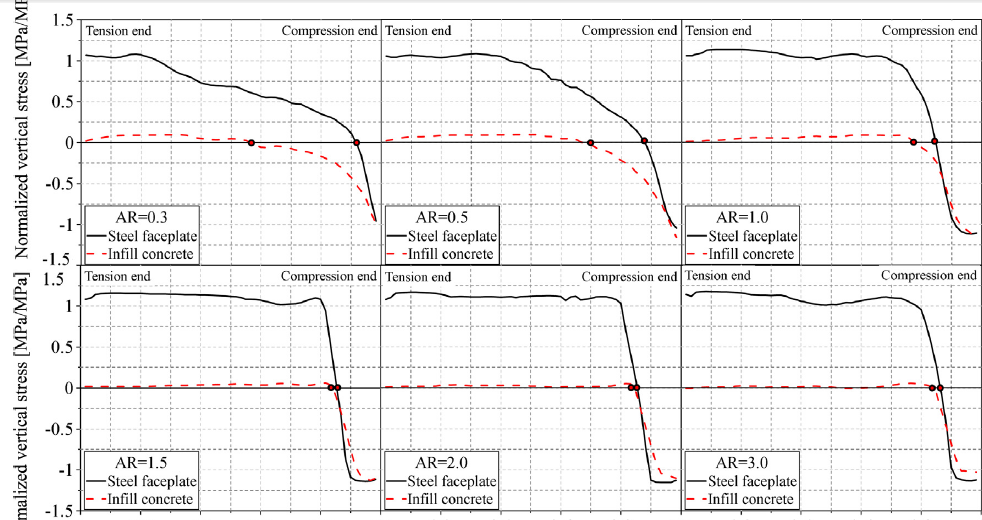 Normalized vertical stress [MPa/MP
1.5
1
0.5
0
-0.5
-1
-1.5
Tension end Compression end
AR=0.3
Steel faceplate
Infill concrete
Tension end Compression end
AR=0.5
Steel faceplate
Infill concrete
Tension end Compression end
AR=1.0
Steel faceplate
Infill concrete
malized vertical stress [MPa/MPa]
1.5
1
0.5
0
-0.5
-1
-1.5
Tension end Compression end
AR=1.5
Steel faceplate
Infill concrete
Tension end Compression end
AR=2.0
Steel faceplate
Infill concrete
Tension end Compression end
AR=3.0
Steel faceplate
Infill concrete